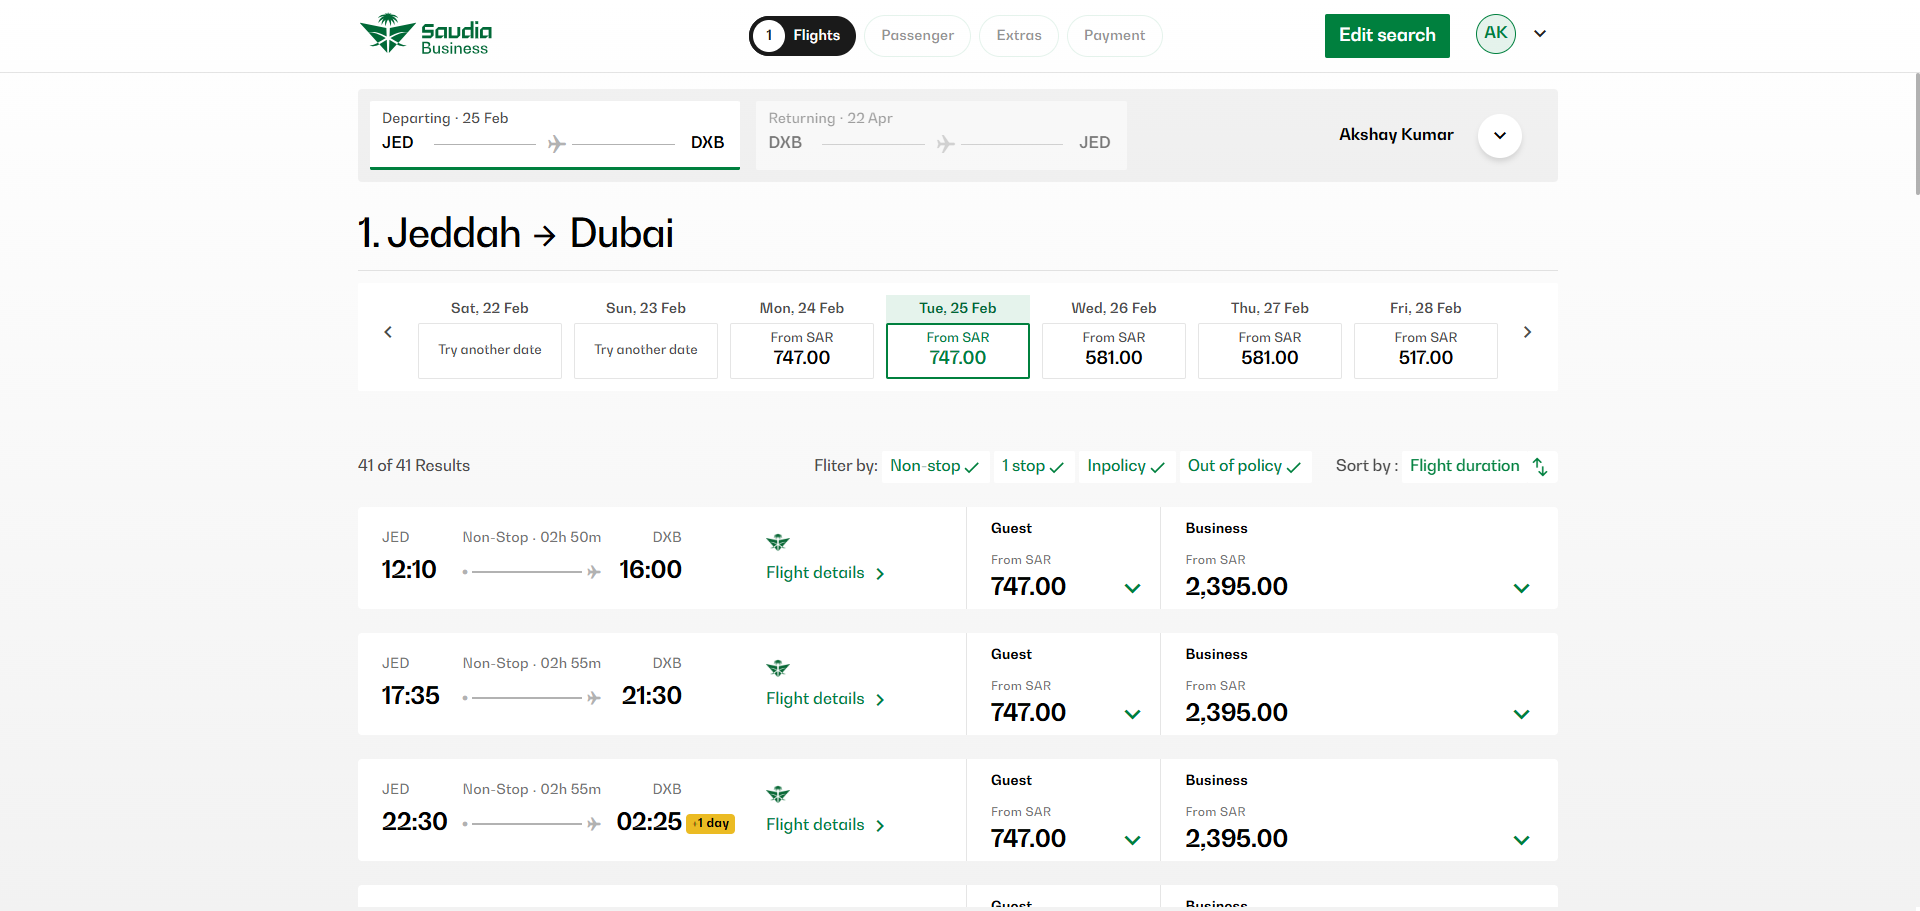 Saudia
Business
1 Flights
Passenger
Extras
Payment
Edit search
AK
Departing · 25 Feb
JED DXB
Returning · 22 Apr
DXB JED
Akshay Kumar
1. Jeddah → Dubai
Sat, 22 Feb
Try another date
Sun, 23 Feb
Try another date
Mon, 24 Feb
From SAR
747.00
Tue, 25 Feb
From SAR
747.00
Wed, 26 Feb
From SAR
581.00
Thu, 27 Feb
From SAR
581.00
Fri, 28 Feb
From SAR
517.00
41 of 41 Results
Fliter by: Non-stop ✓ 1 stop ✓ Inpolicy ✓ Out of policy ✓
Sort by : Flight duration
JED Non-Stop · 02h 50m DXB
12:10 16:00
Flight details
Guest
From SAR
747.00
Business
From SAR
2,395.00
JED Non-Stop · 02h 55m DXB
17:35 21:30
Flight details
Guest
From SAR
747.00
Business
From SAR
2,395.00
JED Non-Stop · 02h 55m DXB
22:30 02:25 +1 day
Flight details
Guest
From SAR
747.00
Business
From SAR
2,395.00
Guest
Business